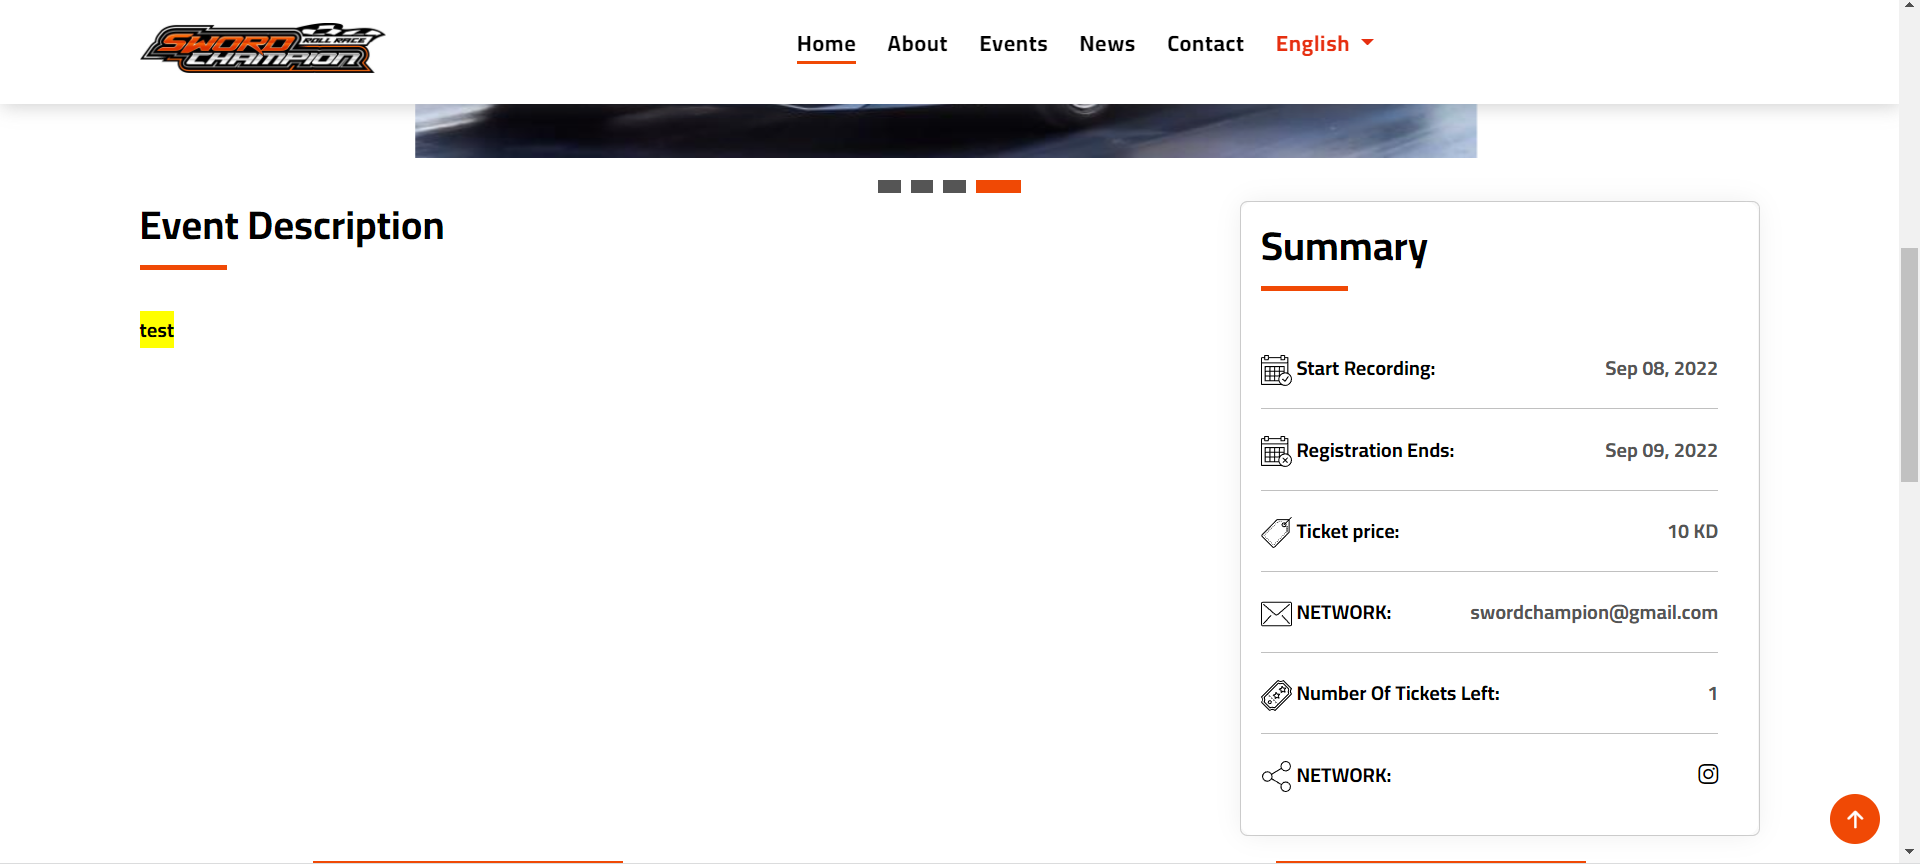 SWORD
ROLL RACE
CHAMPION
Home About Events News Contact English
Event Description
test
Summary
Start Recording: Sep 08, 2022
Registration Ends: Sep 09, 2022
Ticket price: 10 KD
NETWORK: swordchampion@gmail.com
Number Of Tickets Left: 1
NETWORK: